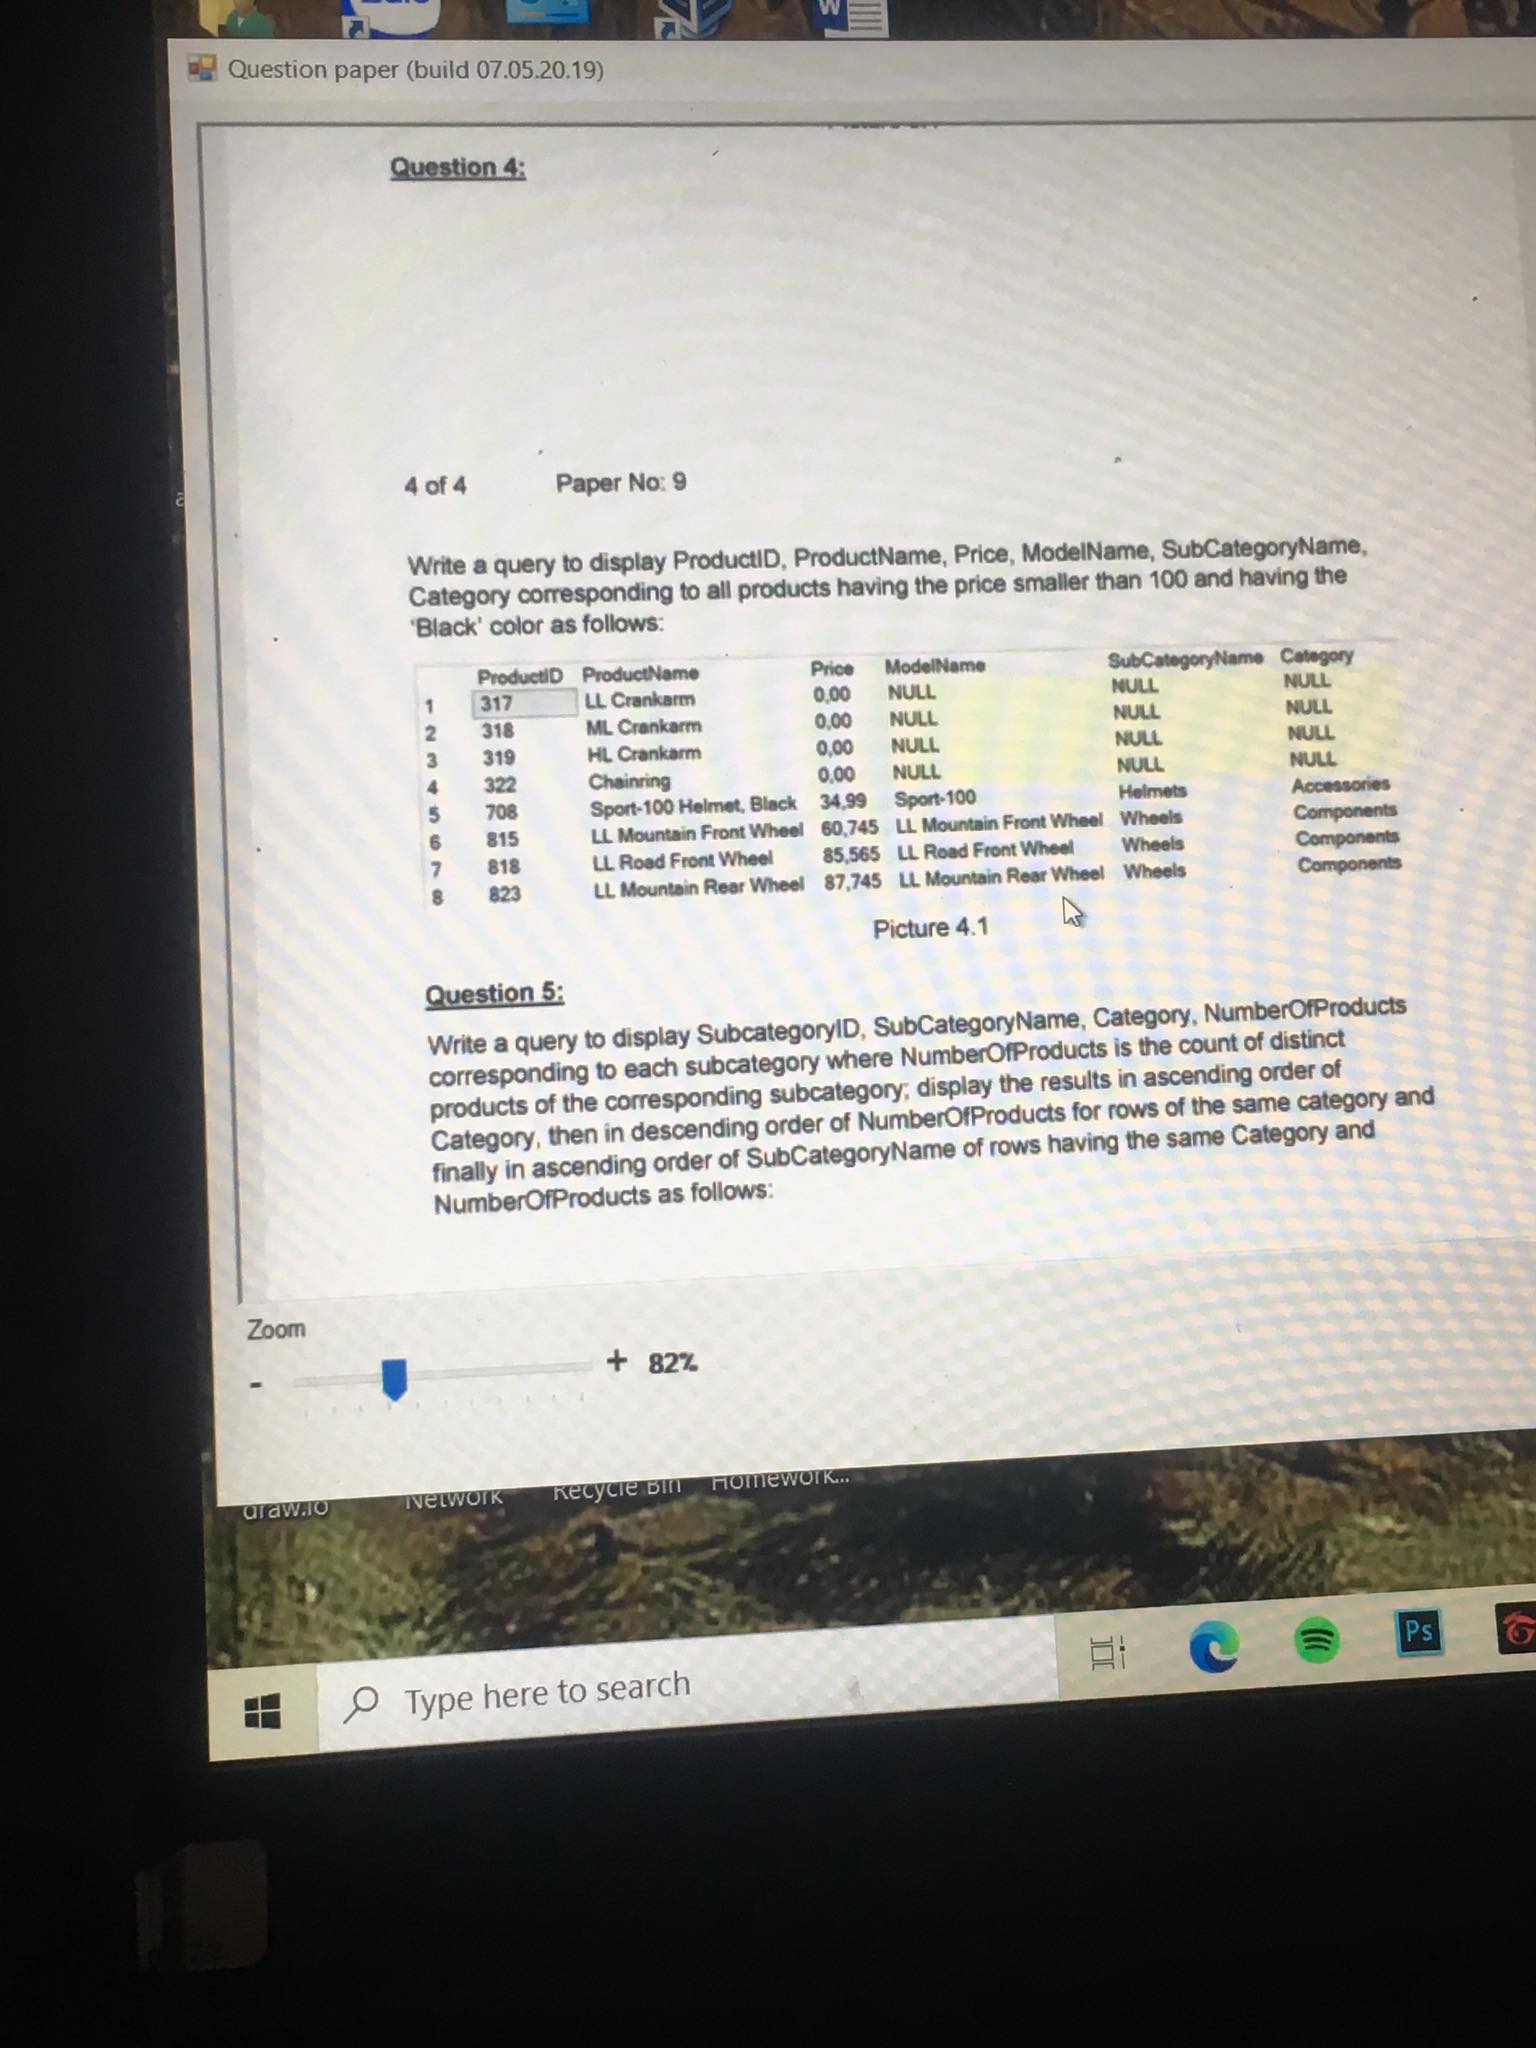 W
Question paper (build 07.05.20.19)
Question 4:
4 of 4 Paper No: 9
Write a query to display ProductID, ProductName, Price, ModelName, SubCategoryName,
Category corresponding to all products having the price smaller than 100 and having the
'Black' color as follows:
ProductID ProductName Price ModelName SubCategoryName Category
1 317 LL Crankarm 0,00 NULL NULL NULL
2 318 ML Crankarm 0,00 NULL NULL NULL
3 319 HL Crankarm 0,00 NULL NULL NULL
4 322 Chainring 0,00 NULL NULL NULL
5 708 Sport-100 Helmet, Black 34,99 Sport-100 Helmets Accessories
6 815 LL Mountain Front Wheel 60,745 LL Mountain Front Wheel Wheels Components
7 818 LL Road Front Wheel 85,565 LL Road Front Wheel Wheels Components
8 823 LL Mountain Rear Wheel 87,745 LL Mountain Rear Wheel Wheels Components
Picture 4.1
Question 5:
Write a query to display SubcategoryID, SubCategoryName, Category, NumberOfProducts
corresponding to each subcategory where NumberOfProducts is the count of distinct
products of the corresponding subcategory; display the results in ascending order of
Category, then in descending order of NumberOfProducts for rows of the same category and
finally in ascending order of SubCategoryName of rows having the same Category and
NumberOfProducts as follows:
Zoom
- + 82%
draw.io Network Recycle Bin Homework...
Type here to search
Ps